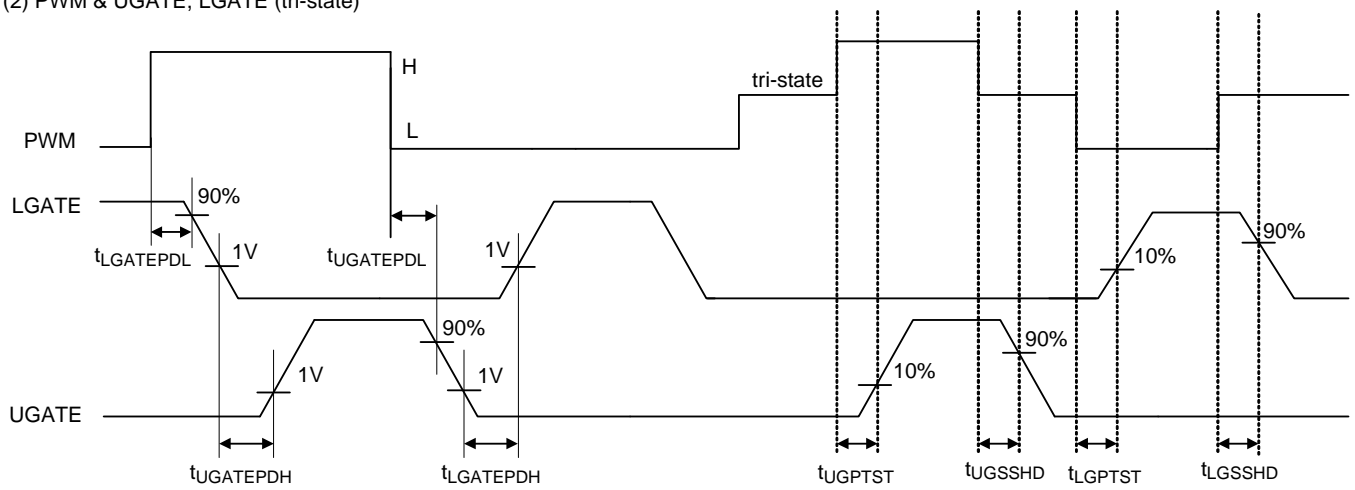 (2) PWM & UGATE, LGATE (tri-state)
H
tri-state
L
PWM
90%
LGATE
1V
tLGATEPDL
tUGATEPDL
1V
10%
90%
90%
1V
1V
10%
90%
UGATE
tUGATEPDH
tLGATEPDH
tUGPTST
tUGSSHD
tLGPTST
tLGSSHD